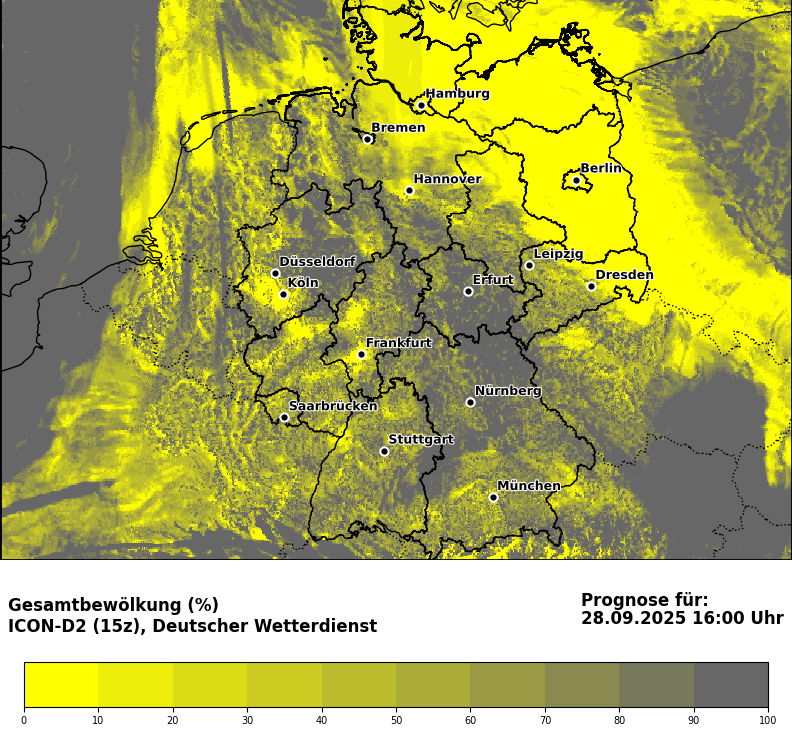 Hamburg
Bremen
Berlin
Hannover
Leipzig
Düsseldorf
Dresden
Köln
Erfurt
Frankfurt
Nürnberg
Saarbrücken
Stuttgart
München
Gesamtbewölkung (%)
ICON-D2 (15z), Deutscher Wetterdienst
Prognose für:
28.09.2025 16:00 Uhr
0 10 20 30 40 50 60 70 80 90 100